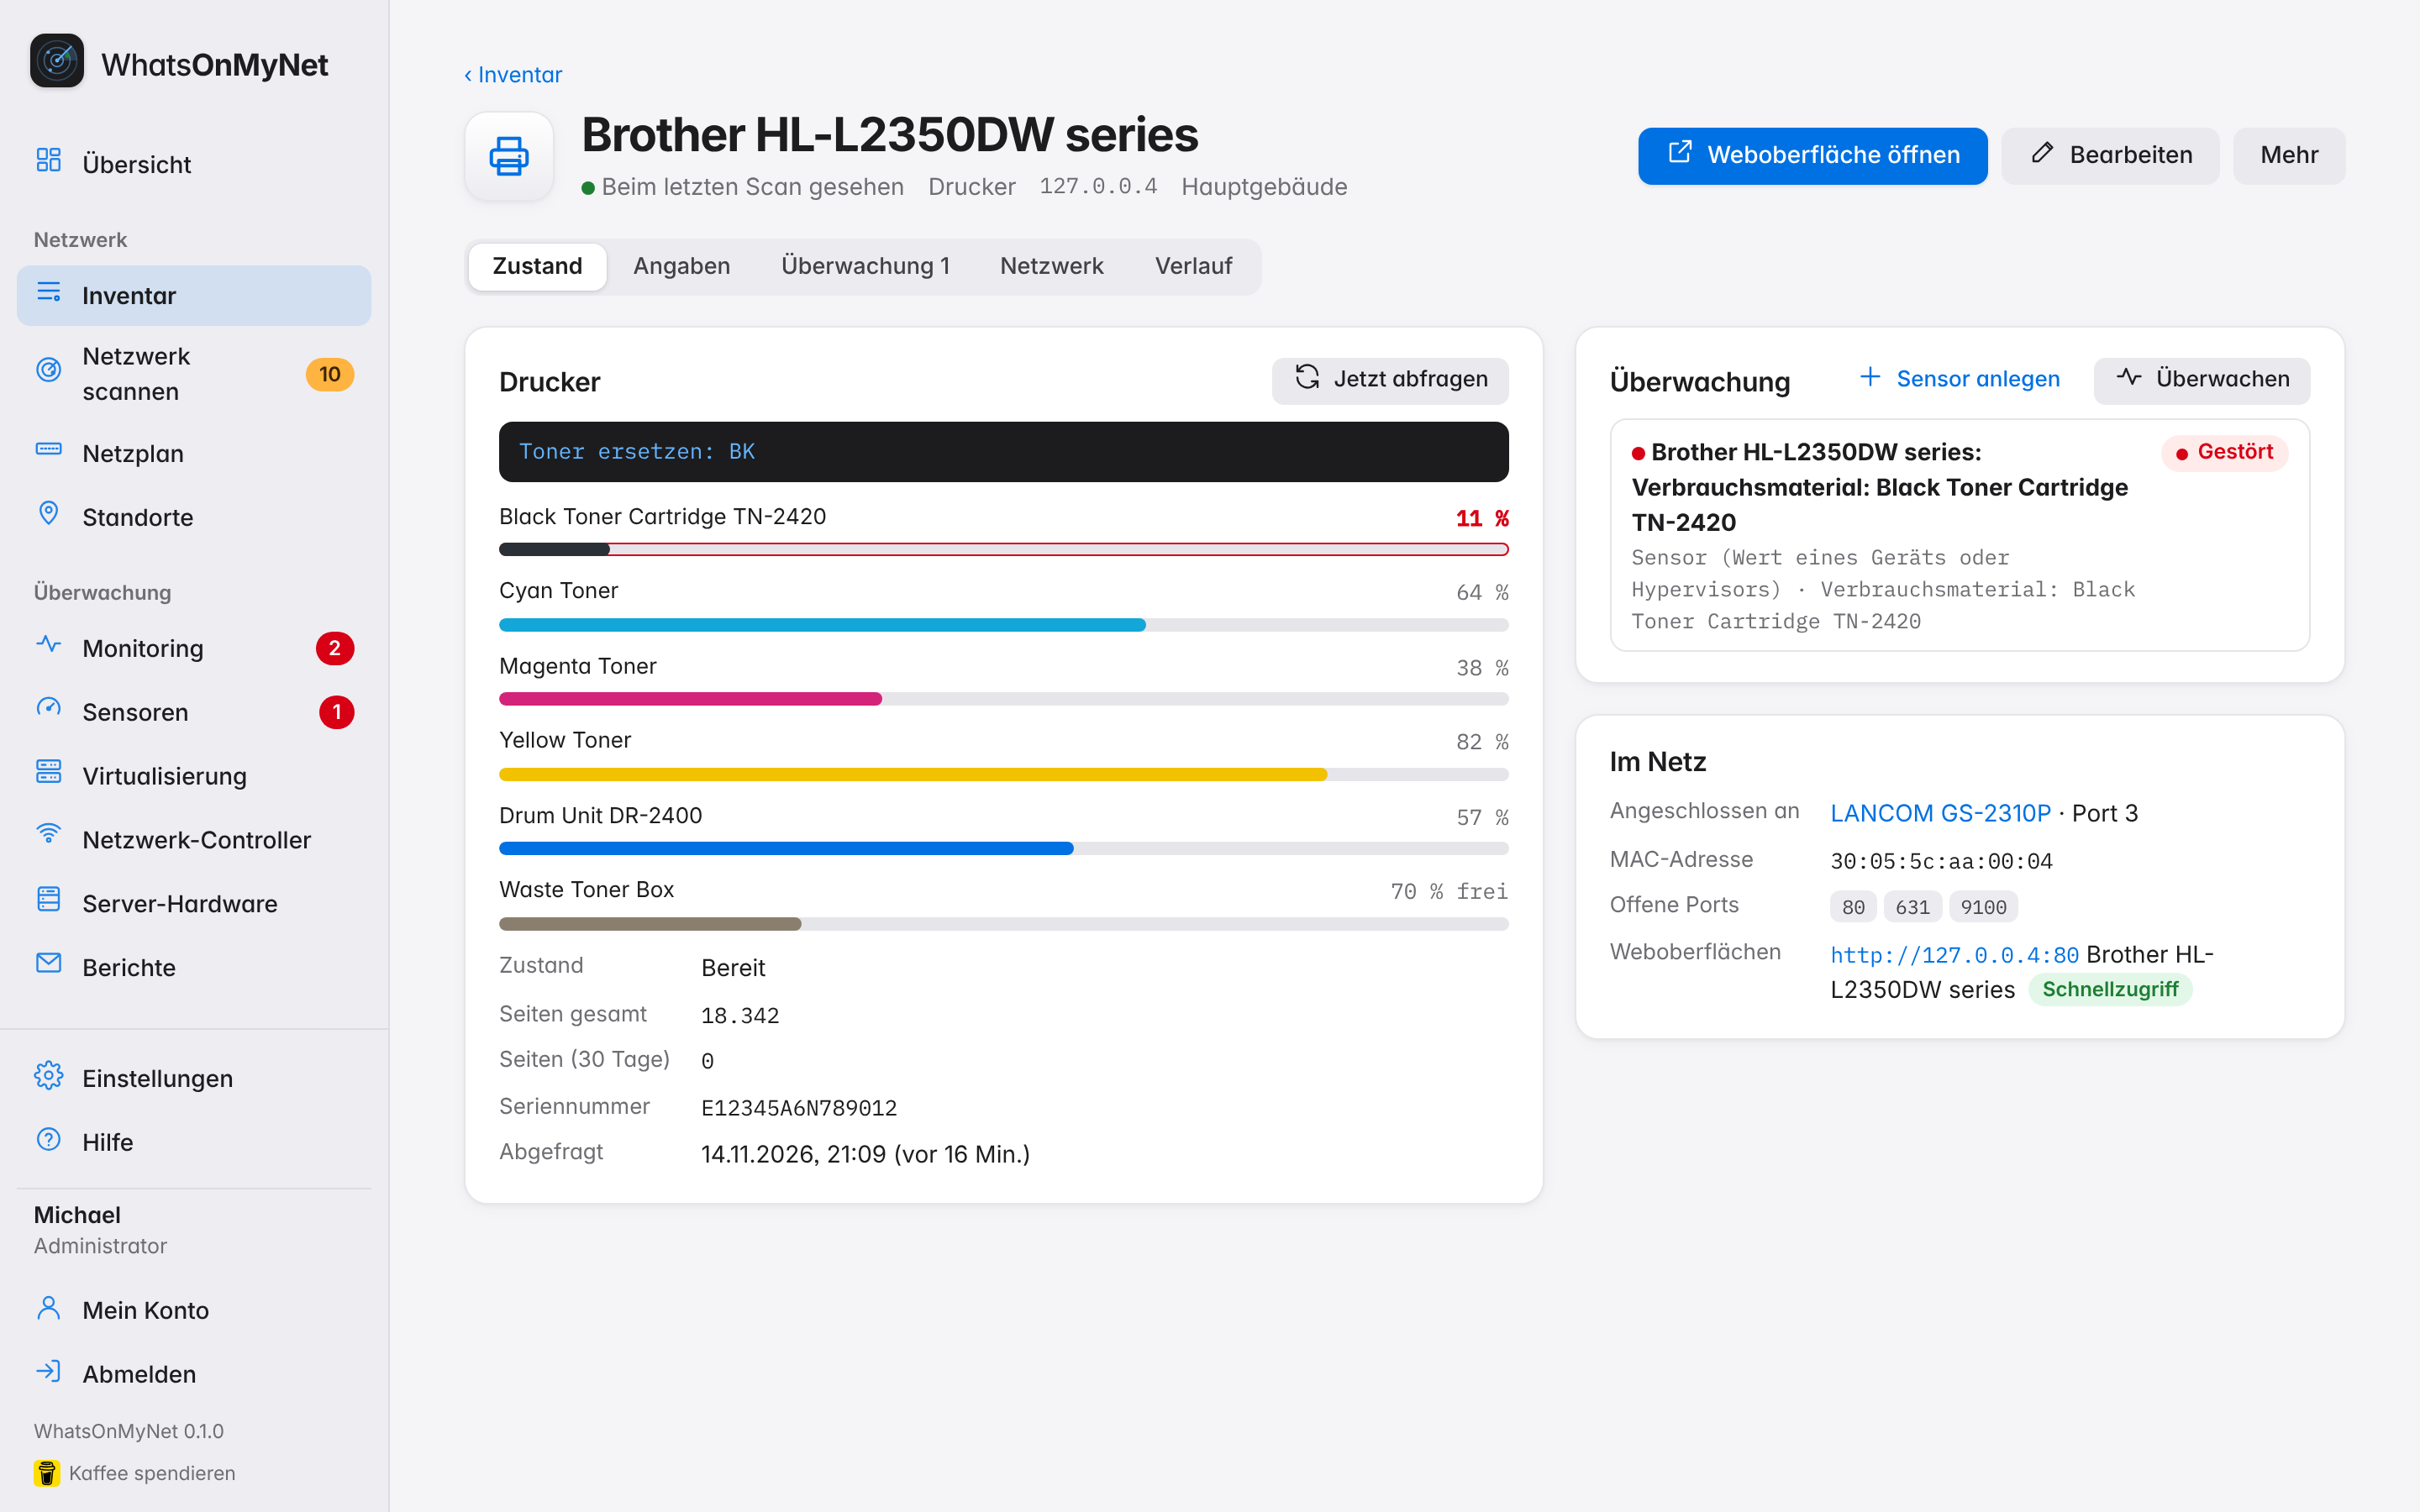 WhatsOnMyNet
Übersicht
Netzwerk
Inventar
Netzwerk
scannen
10
Netzplan
Standorte
Überwachung
Monitoring
2
Sensoren
1
Virtualisierung
Netzwerk-Controller
Server-Hardware
Berichte
Einstellungen
Hilfe
Michael
Administrator
Mein Konto
Abmelden
WhatsOnMyNet 0.1.0
Kaffee spendieren
‹ Inventar
Brother HL-L2350DW series
Beim letzten Scan gesehen Drucker 127.0.0.4 Hauptgebäude
Weboberfläche öffnen
Bearbeiten
Mehr
Zustand
Angaben
Überwachung 1
Netzwerk
Verlauf
Drucker
Jetzt abfragen
Toner ersetzen: BK
Black Toner Cartridge TN-2420 11 %
Cyan Toner 64 %
Magenta Toner 38 %
Yellow Toner 82 %
Drum Unit DR-2400 57 %
Waste Toner Box 70 % frei
Zustand Bereit
Seiten gesamt 18.342
Seiten (30 Tage) 0
Seriennummer E12345A6N789012
Abgefragt 14.11.2026, 21:09 (vor 16 Min.)
Überwachung
Sensor anlegen
Überwachen
Brother HL-L2350DW series:
Verbrauchsmaterial: Black Toner Cartridge
TN-2420
Gestört
Sensor (Wert eines Geräts oder
Hypervisors) · Verbrauchsmaterial: Black
Toner Cartridge TN-2420
Im Netz
Angeschlossen an LANCOM GS-2310P · Port 3
MAC-Adresse 30:05:5c:aa:00:04
Offene Ports 80 631 9100
Weboberflächen http://127.0.0.4:80 Brother HL-
L2350DW series Schnellzugriff